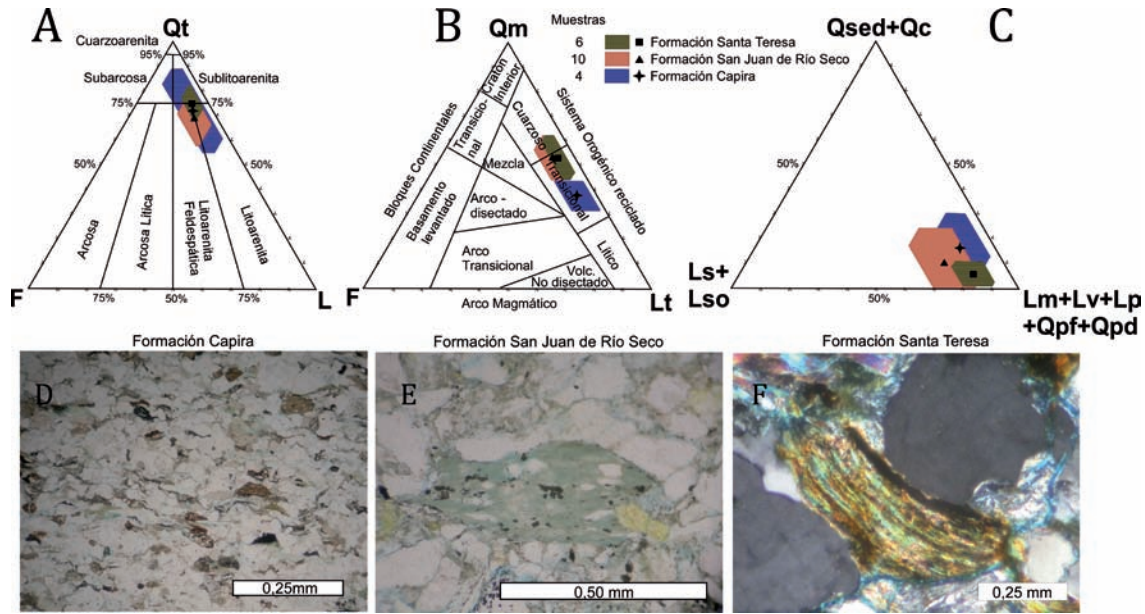 A
Qt
Cuarzoarenita
95%
95%
Subarcosa
Sublitoarenita
75%
75%
50%
50%
Arcosa
Arcosa Lítica
Litoarenita
Feldespática
Litoarenita
F
75%
50%
75%
L
B
Qm
Cratón
Interior
Transicio-
nal
Bloques Continentales
Cuarzoso
Sistema Orogénico reciclado
Mezcla
Transicional
Basamento
levantado
Arco -
disectado
Arco
Transicional
Lítico
Volc.
No disectado
F
Lt
Arco Magmático
Muestras
6
Formación Santa Teresa
10
Formación San Juan de Río Seco
4
Formación Capira
Qsed+Qc
C
50%
50%
Ls+
Lso
50%
Lm+Lv+Lp
+Qpf+Qpd
Formación Capira
D
0,25mm
Formación San Juan de Río Seco
E
0.50 mm
Formación Santa Teresa
F
0,25 mm